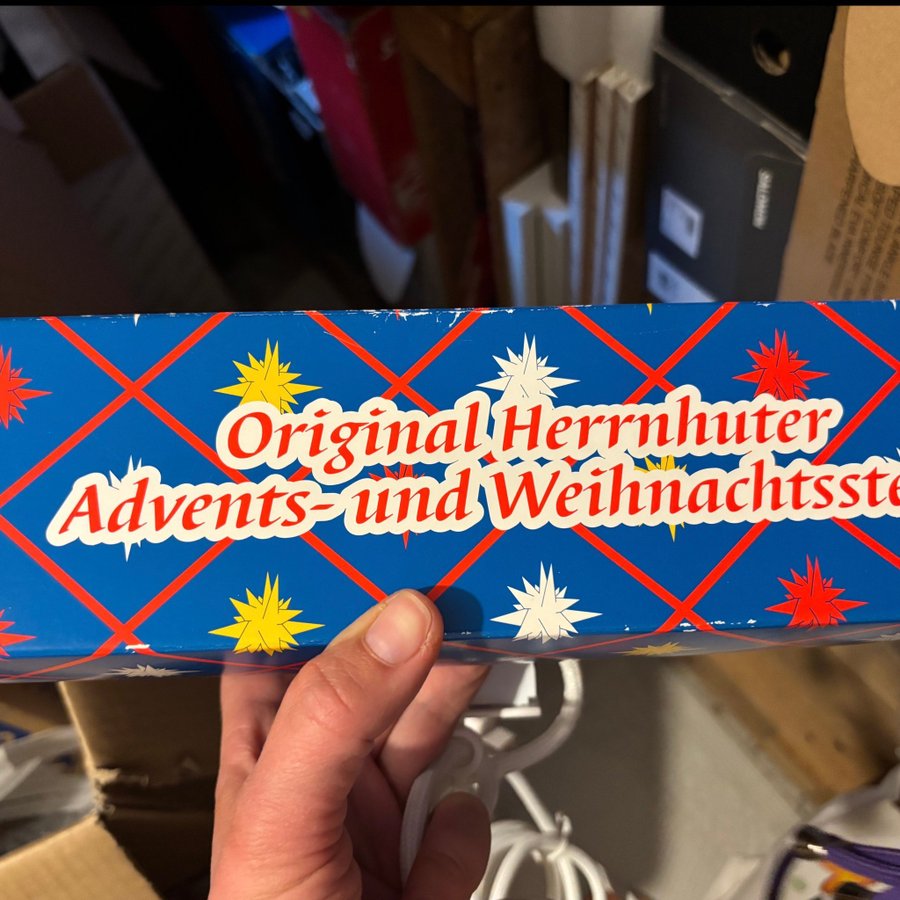 Original Herrnhuter
Advents- und Weihnachtsste